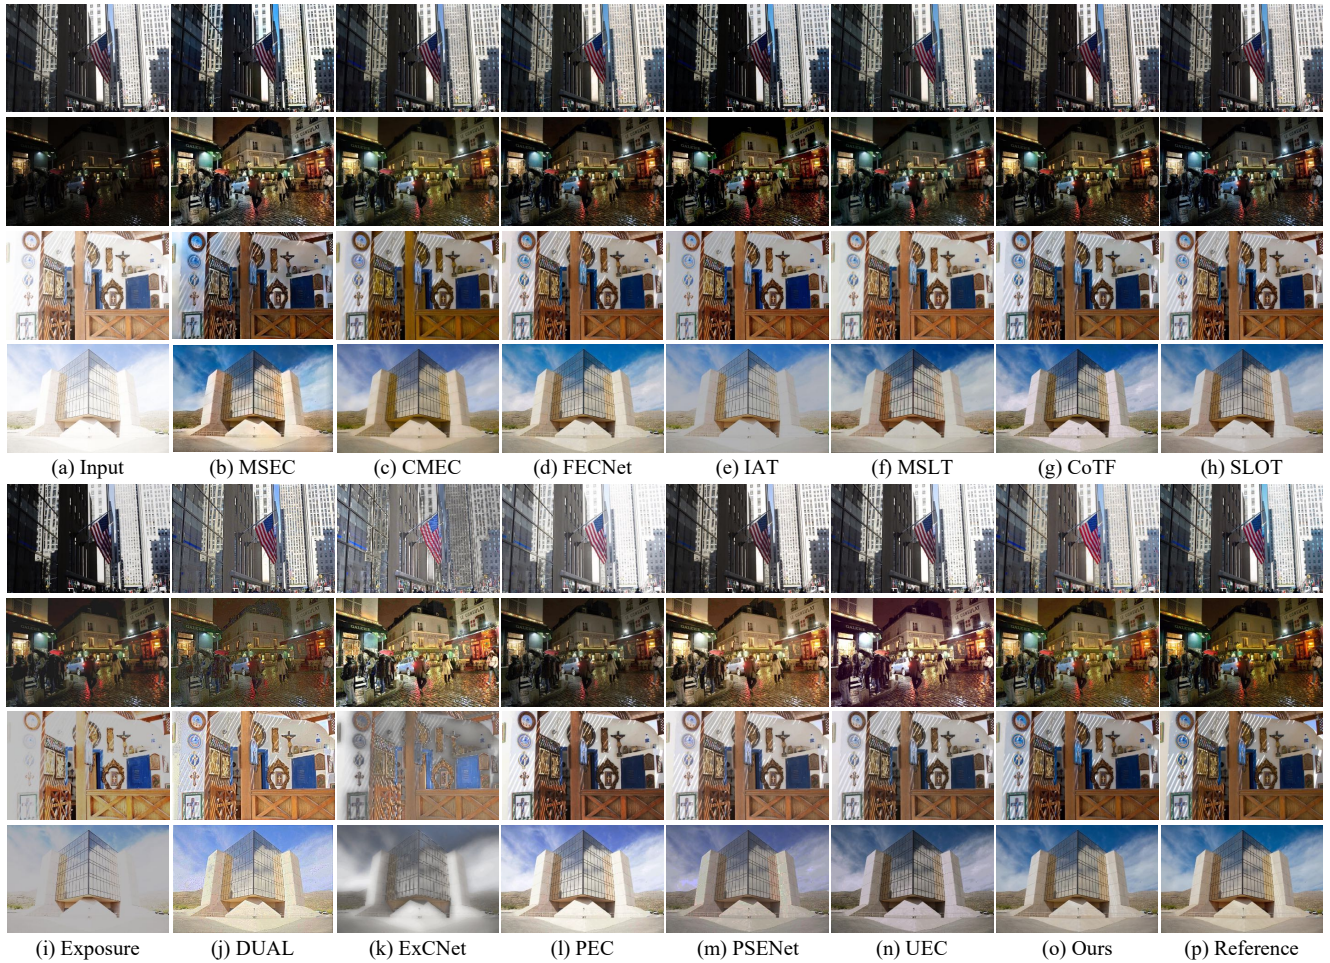 (a) Input (b) MSEC (c) CMEC (d) FECNet (e) IAT (f) MSLT (g) CoTF (h) SLOT
(i) Exposure (j) DUAL (k) ExCNet (l) PEC (m) PSENet (n) UEC (o) Ours (p) Reference